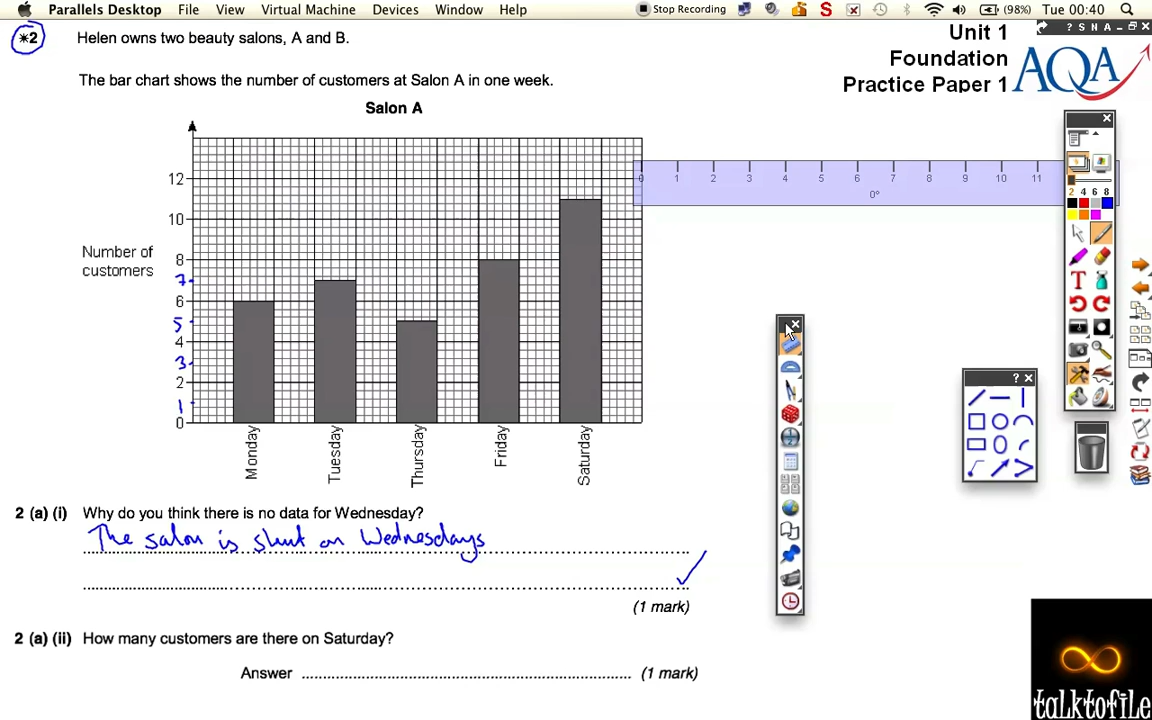 Parallels Desktop File View Virtual Machine Devices Window Help Stop Recording S (98%) Tue 00:40
*2 Helen owns two beauty salons, A and B.
Unit 1
Foundation
Practice Paper 1
AQA
? S N A
The bar chart shows the number of customers at Salon A in one week.
Salon A
12
10
8
7
6
5
4
3
2
1
0
Number of
customers
Monday
Tuesday
Thursday
Friday
Saturday
0 1 2 3 4 5 6 7 8 9 10 11
0°
2 4 6 8
T
?
2 (a) (i) Why do you think there is no data for Wednesday?
The salon is shut on Wednesdays
(1 mark)
2 (a) (ii) How many customers are there on Saturday?
Answer ........................................................................ (1 mark)
talktofile